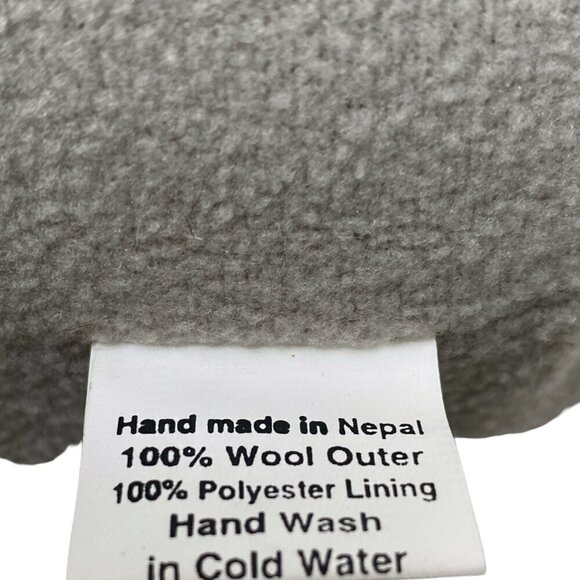 Hand made in Nepal
100% Wool Outer
100% Polyester Lining
Hand Wash
in Cold Water